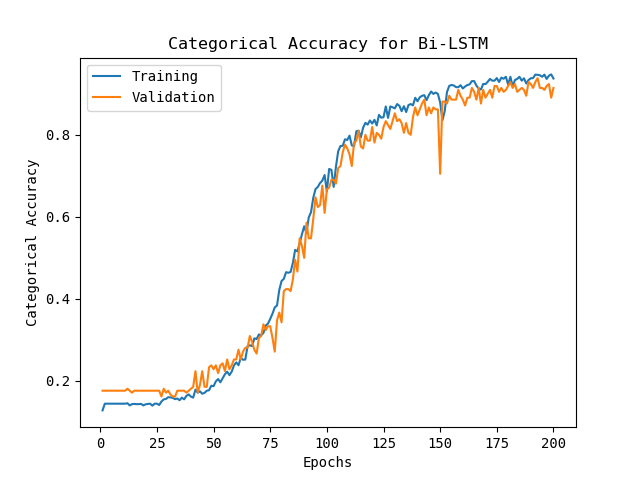 Categorical Accuracy for Bi-LSTM
Training
Validation
Categorical Accuracy
0.8
0.6
0.4
0.2
0 25 50 75 100 125 150 175 200
Epochs